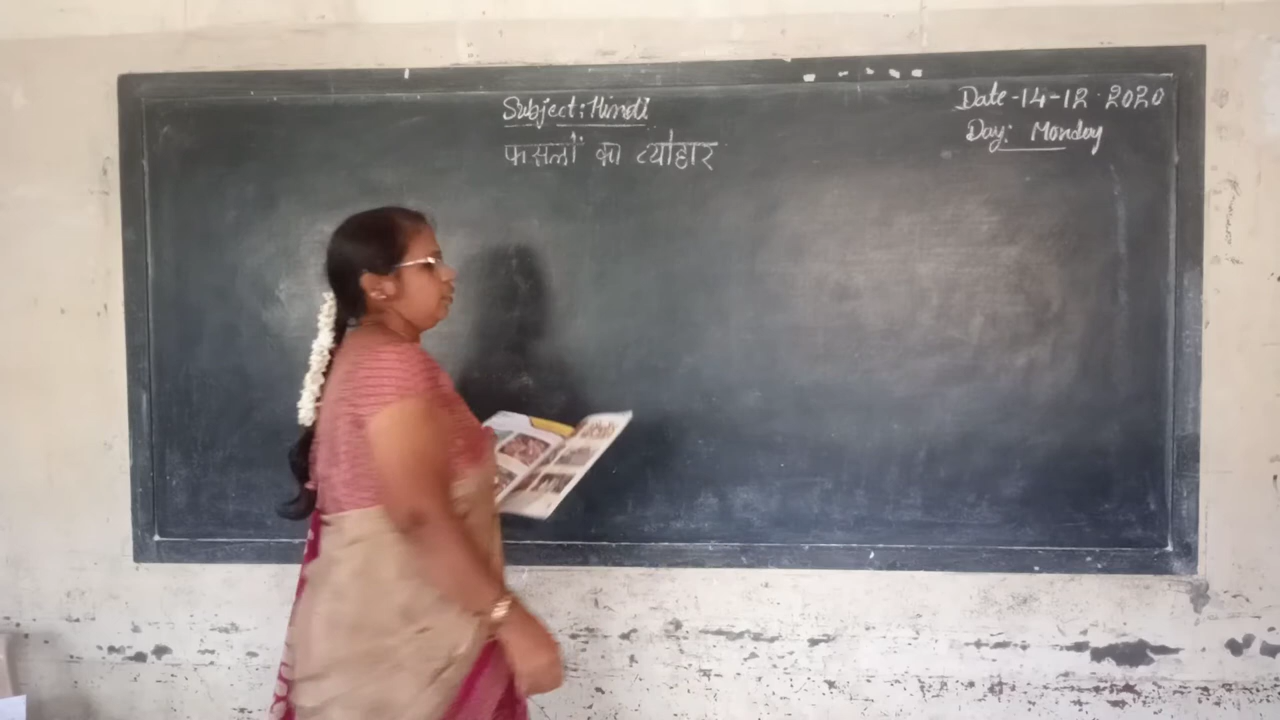 Subject: Hindi
फसलों का त्योहार
Date-14-12-2020
Day: Monday